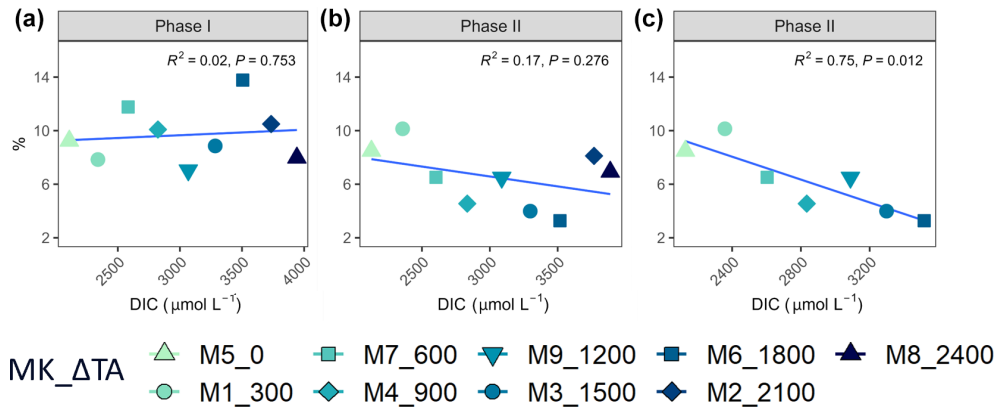 (a) Phase I (b) Phase II (c) Phase II
R² = 0.02, P = 0.753 R² = 0.17, P = 0.276 R² = 0.75, P = 0.012
14 14 14
10 10 10
%
6 6 6
2 2 2
2500 3000 3500 4000 2500 3000 3500 2400 2800 3200
DIC (μmol L⁻¹) DIC (μmol L⁻¹) DIC (μmol L⁻¹)
MK_ΔTA
M5_0 M7_600 M9_1200 M6_1800 M8_2400
M1_300 M4_900 M3_1500 M2_2100